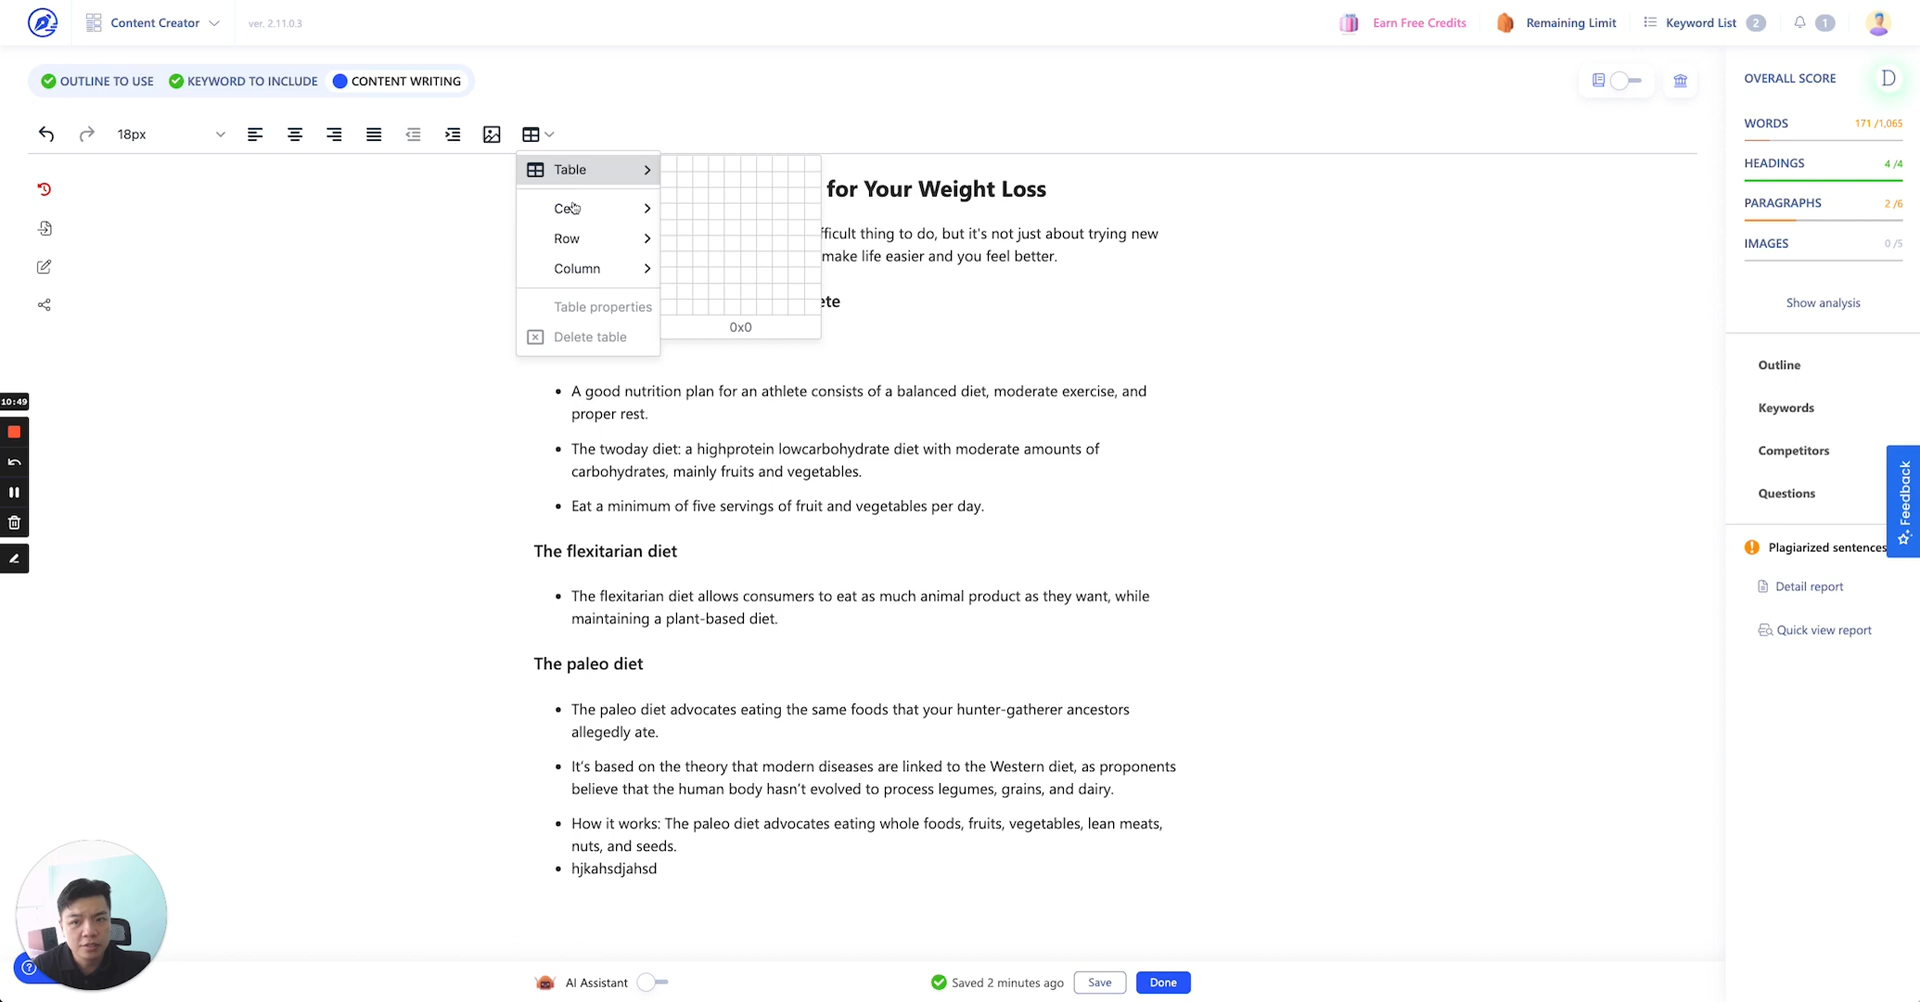 Content Creator
ver. 2.11.0.3
Earn Free Credits
Remaining Limit
Keyword List 2
1
OUTLINE TO USE
KEYWORD TO INCLUDE
CONTENT WRITING
18px
Table
Row
Column
Table properties
Delete table
0x0
for Your Weight Loss
thing to do, but it's not just about trying new
make life easier and you feel better.
A good nutrition plan for an athlete consists of a balanced diet, moderate exercise, and
proper rest.
The twoday diet: a highprotein lowcarbohydrate diet with moderate amounts of
carbohydrates, mainly fruits and vegetables.
Eat a minimum of five servings of fruit and vegetables per day.
The flexitarian diet
The flexitarian diet allows consumers to eat as much animal product as they want, while
maintaining a plant-based diet.
The paleo diet
The paleo diet advocates eating the same foods that your hunter-gatherer ancestors
allegedly ate.
It's based on the theory that modern diseases are linked to the Western diet, as proponents
believe that the human body hasn't evolved to process legumes, grains, and dairy.
How it works: The paleo diet advocates eating whole foods, fruits, vegetables, lean meats,
nuts, and seeds.
hjkahsdjahsd
10:49
AI Assistant
Saved 2 minutes ago
Save
Done
OVERALL SCORE D
WORDS 171 /1,065
HEADINGS 4 /4
PARAGRAPHS 2 /6
IMAGES 0 /5
Show analysis
Outline
Keywords
Competitors
Questions
Feedback
Plagiarized sentences
Detail report
Quick view report